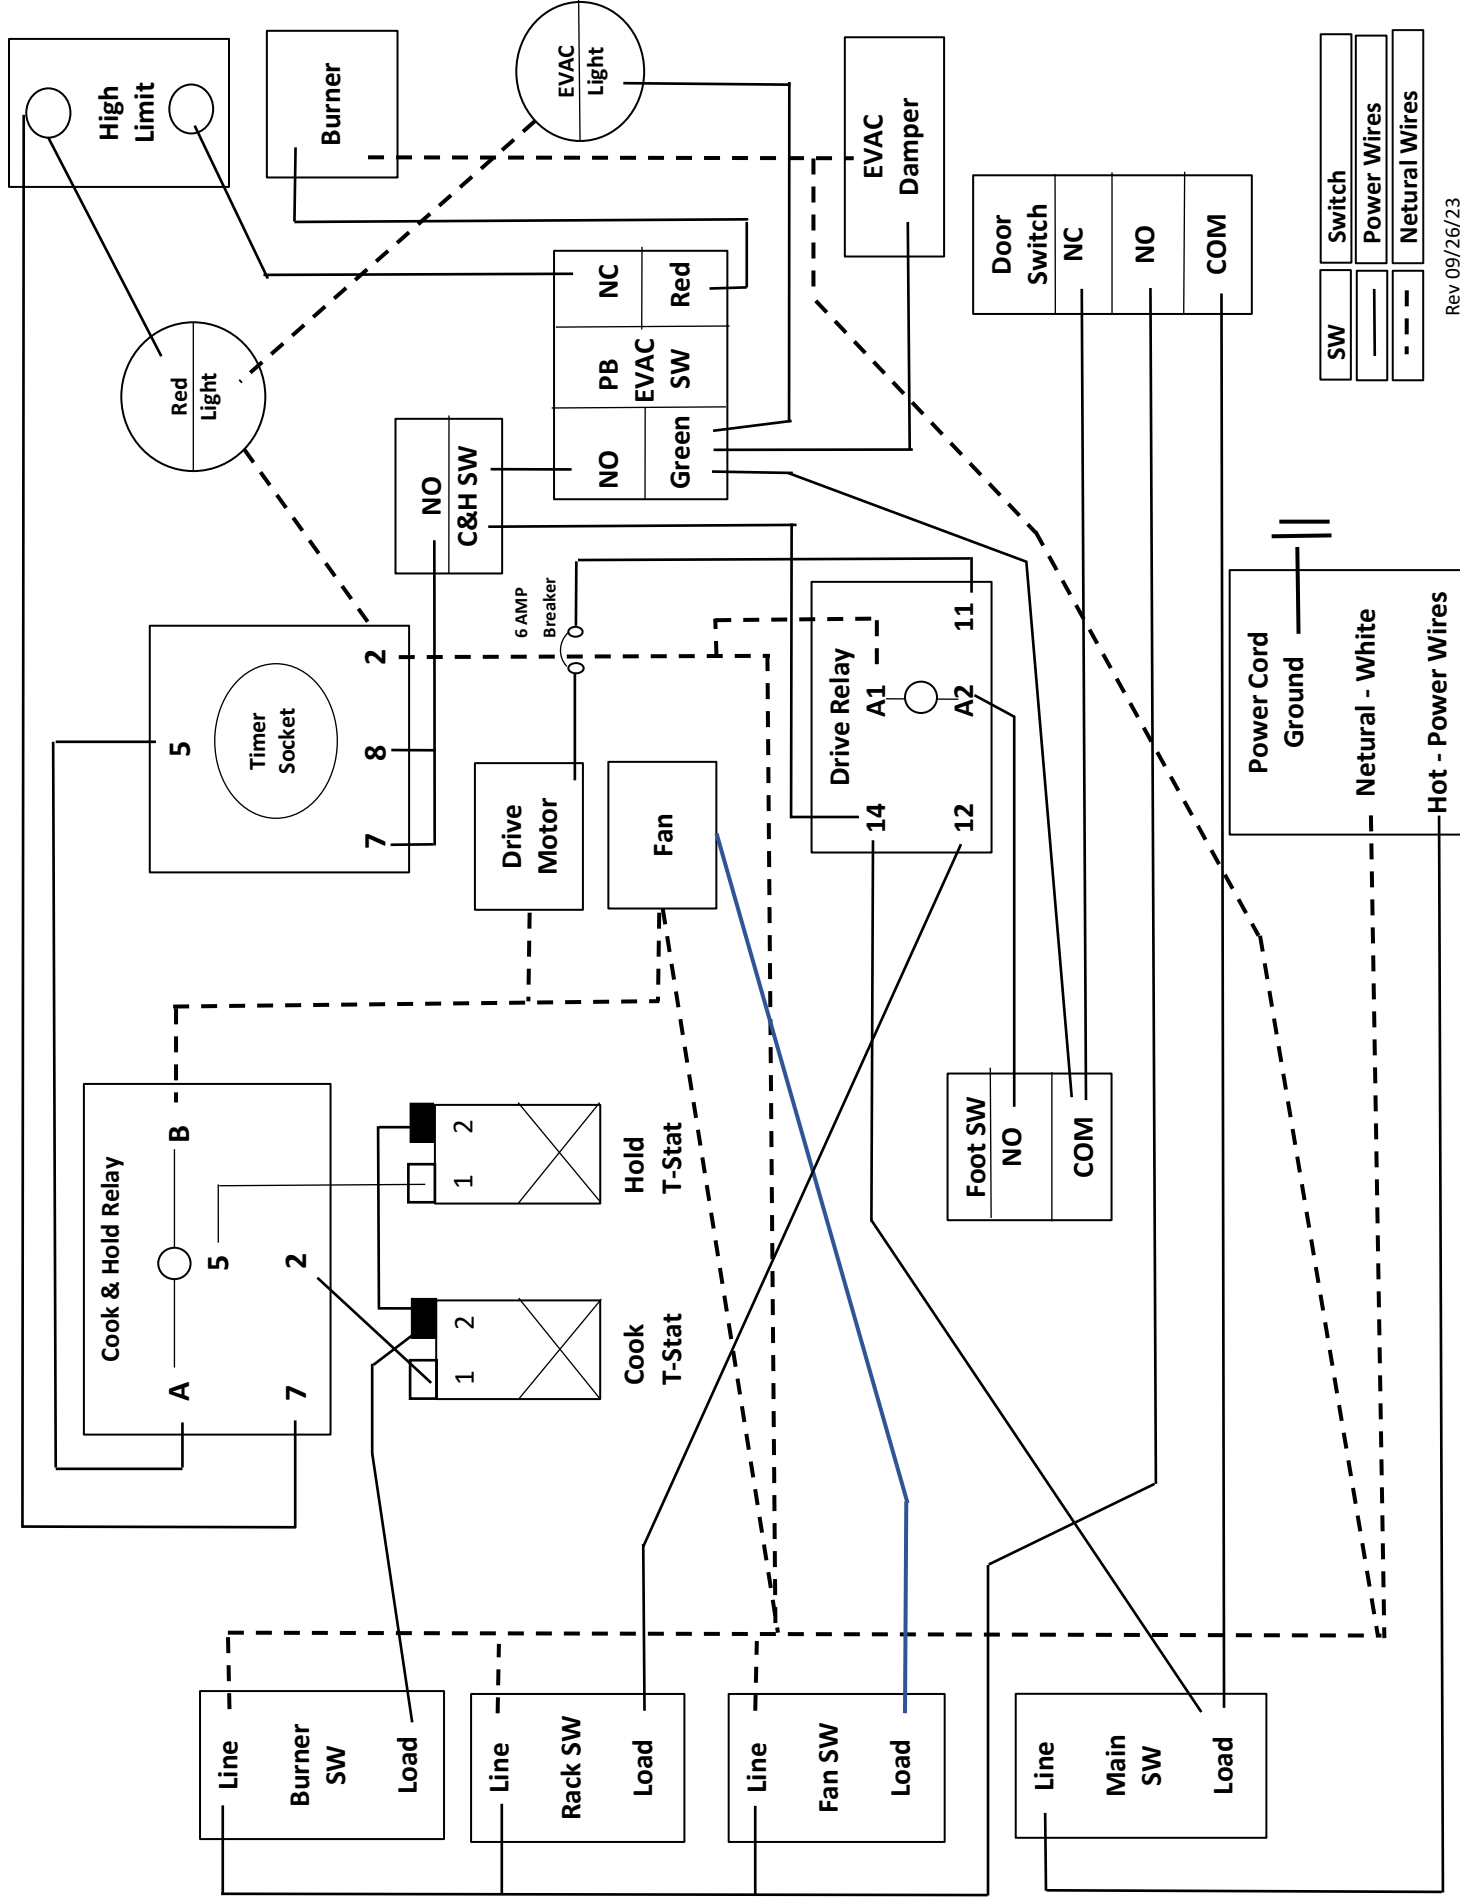 High
Limit
Burner
EVAC
Light
EVAC
Damper
Red
Light
NC
Red
PB
EVAC
SW
NO
Green
NO
C&H SW
Door
Switch
NC
NO
COM
SW
Switch
Power Wires
Netural Wires
Rev 09/26/23
5
Timer
Socket
2
8
7
6 AMP
Breaker
Drive
Motor
Fan
Drive Relay
A1
11
A2
14
12
Power Cord
Ground
Netural - White
Hot - Power Wires
Cook & Hold Relay
B
5
A
2
7
2
1
Hold
T-Stat
2
1
Cook
T-Stat
Foot SW
NO
COM
Line
Burner
SW
Load
Line
Rack SW
Load
Line
Fan SW
Load
Line
Main
SW
Load